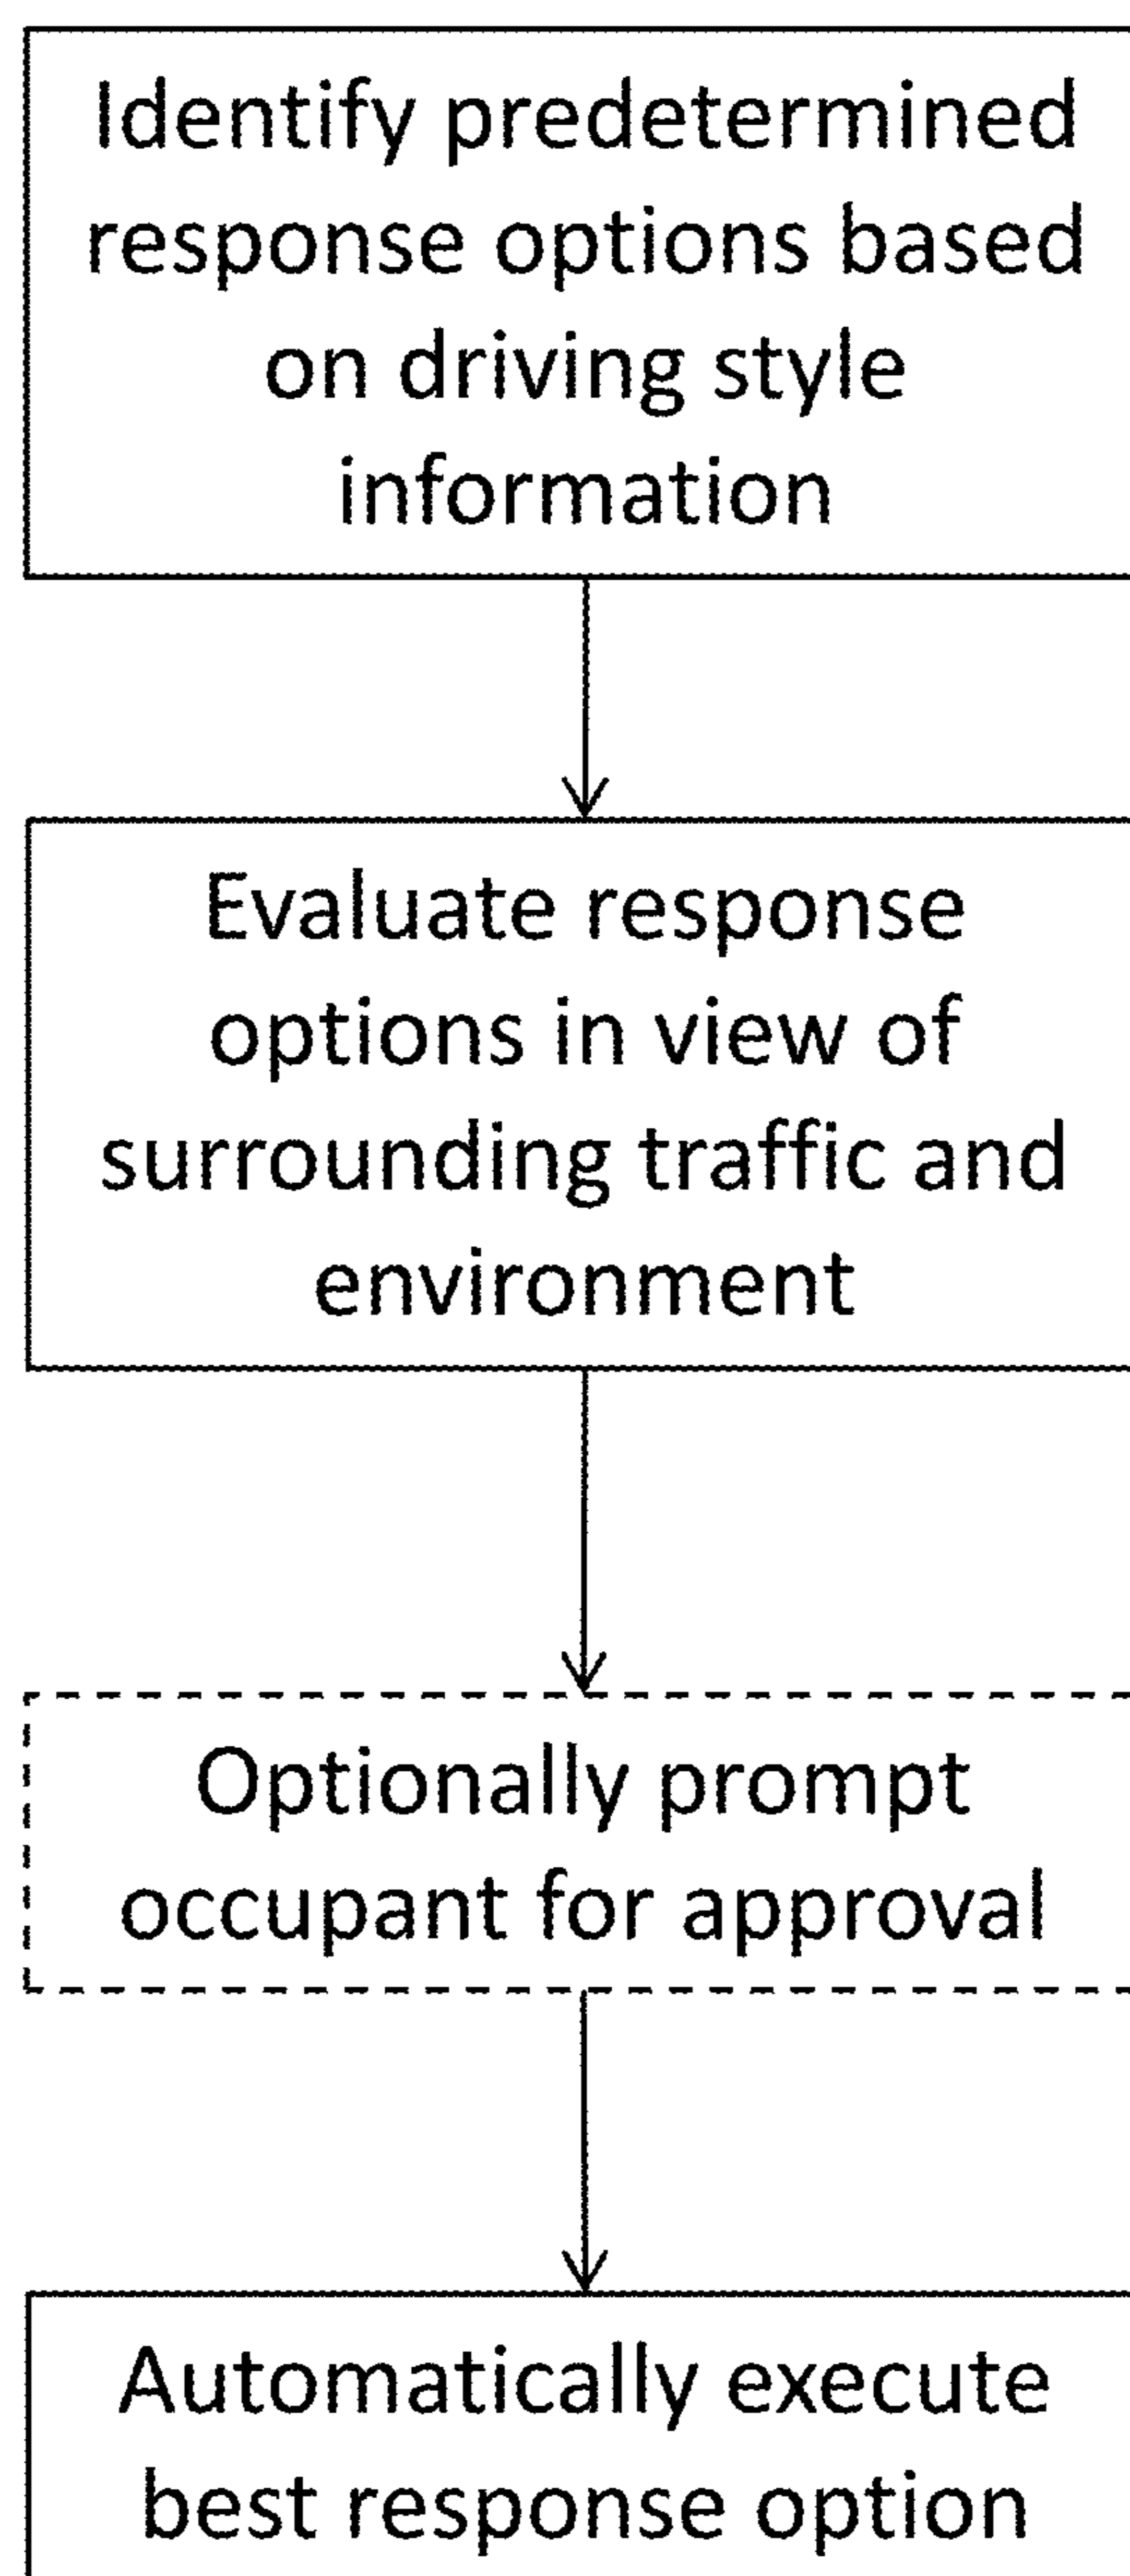 Identify predetermined
response options based
on driving style
information
Evaluate response
options in view of
surrounding traffic and
environment
Optionally prompt
occupant for approval
Automatically execute
best response option